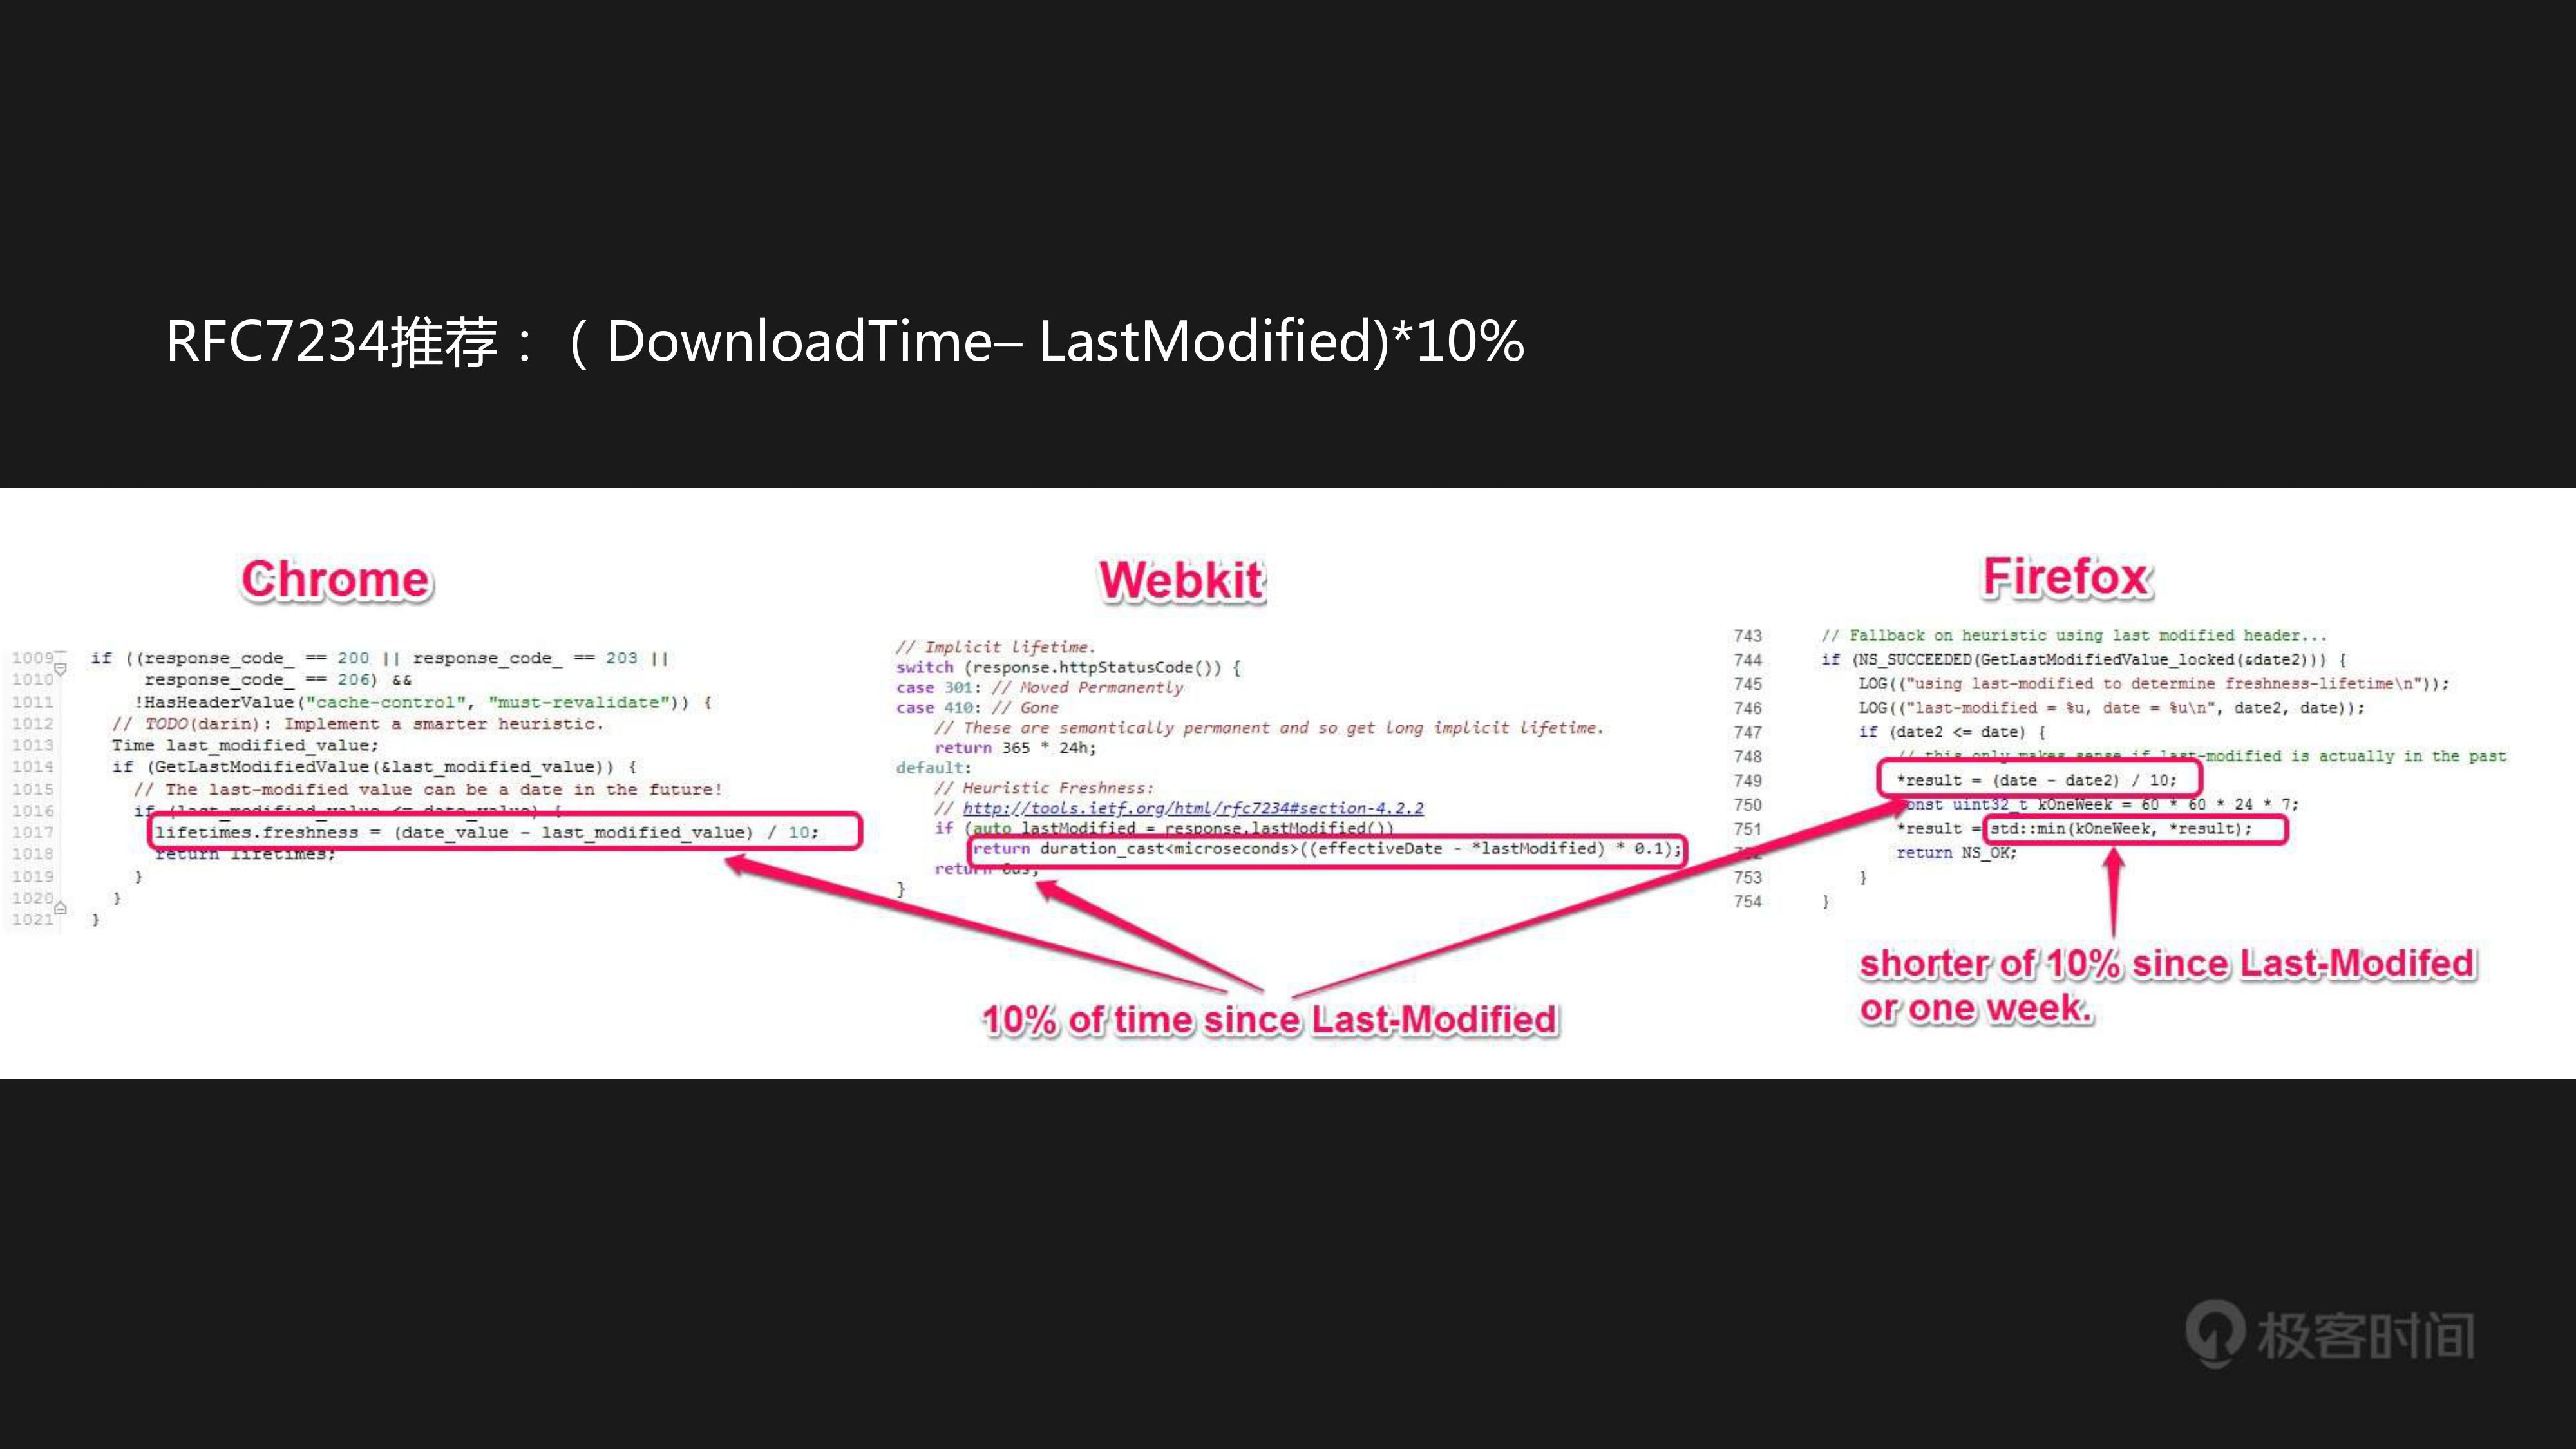 RFC7234推荐：（DownloadTime– LastModified)*10%
Chrome
1009 if ((response_code_ == 200 || response_code_ == 203 ||
1010 response_code_ == 206) &&
1011 !HasHeaderValue("cache-control", "must-revalidate")) {
1012 // TODO(darin): Implement a smarter heuristic.
1013 Time last_modified_value;
1014 if (GetLastModifiedValue(&last_modified_value)) {
1015 // The last-modified value can be a date in the future!
1016 if (last_modified_value <= date_value) {
1017 lifetimes.freshness = (date_value - last_modified_value) / 10;
1018 return lifetimes;
1019 }
1020 }
1021 }
Webkit
// Implicit lifetime.
switch (response.httpStatusCode()) {
case 301: // Moved Permanently
case 410: // Gone
// These are semantically permanent and so get long implicit lifetime.
return 365 * 24h;
default:
// Heuristic Freshness:
// http://tools.ietf.org/html/rfc7234#section-4.2.2
if (auto lastModified = response.lastModified())
return duration_cast<microseconds>((effectiveDate - *lastModified) * 0.1);
return 0us;
}
Firefox
743 // Fallback on heuristic using last modified header...
744 if (NS_SUCCEEDED(GetLastModifiedValue_locked(&date2))) {
745 LOG(("using last-modified to determine freshness-lifetime\n"));
746 LOG(("last-modified = %u, date = %u\n", date2, date));
747 if (date2 <= date) {
748 // this only makes sense if last-modified is actually in the past
749 *result = (date - date2) / 10;
750 const uint32_t kOneWeek = 60 * 60 * 24 * 7;
751 *result = std::min(kOneWeek, *result);
752 return NS_OK;
753 }
754 }
10% of time since Last-Modified
shorter of 10% since Last-Modifed
or one week.
极客时间